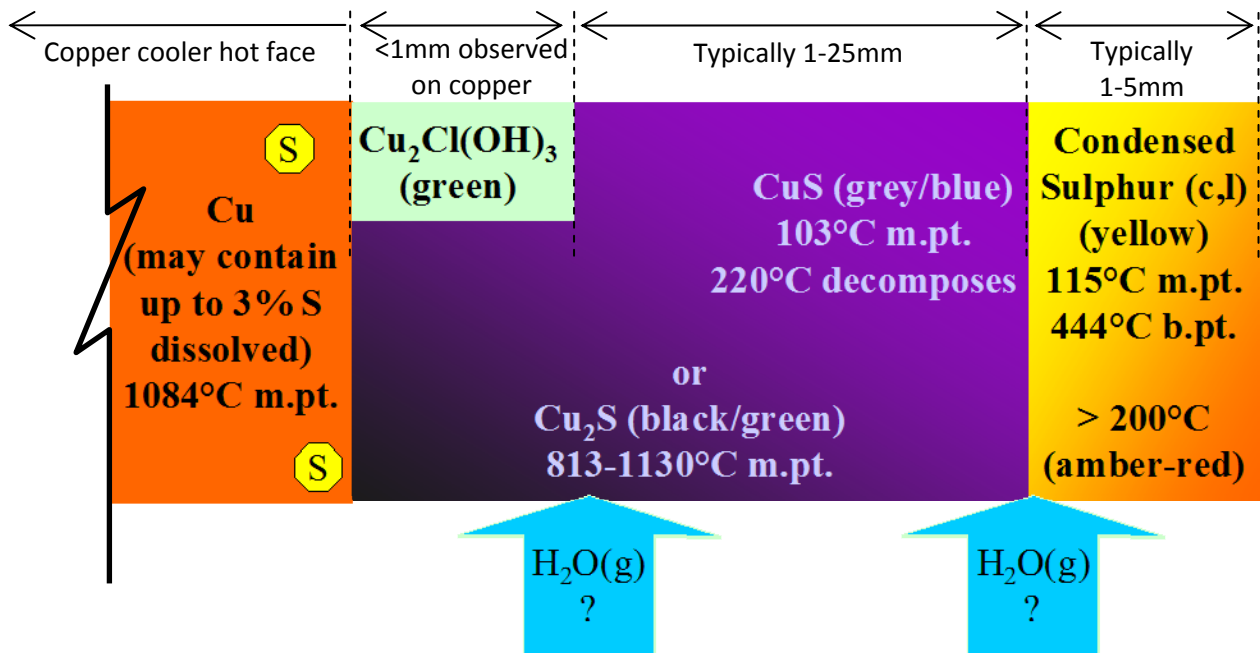 Copper cooler hot face
<1mm observed
on copper
Typically 1-25mm
Typically
1-5mm
S
Cu
(may contain
up to 3% S
dissolved)
1084°C m.pt.
S
Cu₂Cl(OH)₃
(green)
CuS (grey/blue)
103°C m.pt.
220°C decomposes
or
Cu₂S (black/green)
813-1130°C m.pt.
Condensed
Sulphur (c,l)
(yellow)
115°C m.pt.
444°C b.pt.
> 200°C
(amber-red)
H₂O(g)
?
H₂O(g)
?